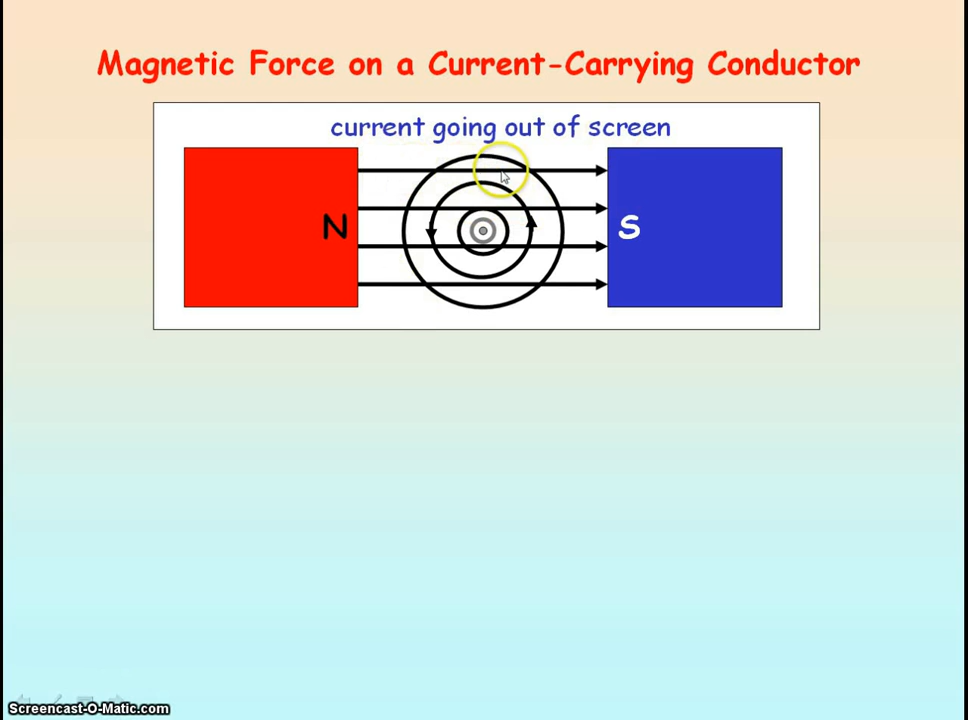 Magnetic Force on a Current-Carrying Conductor
current going out of screen
N
S
Screencast-O-Matic.com